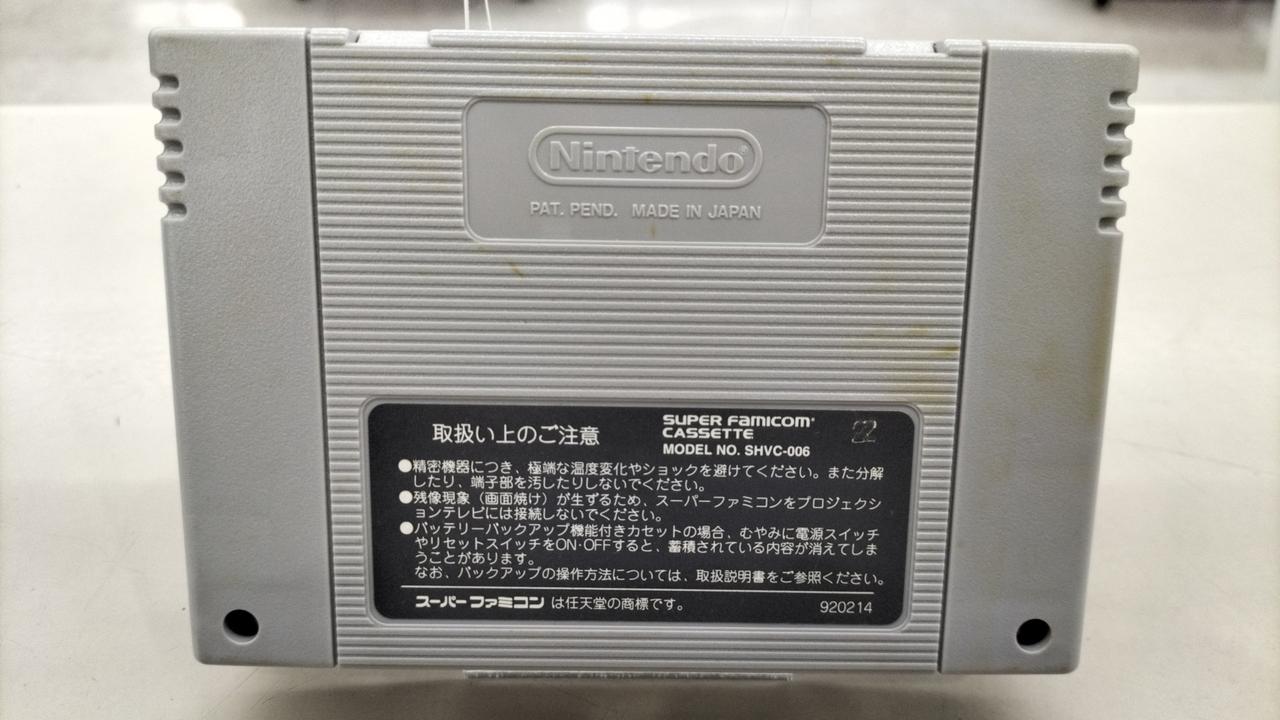 Nintendo®
PAT. PEND. MADE IN JAPAN
取扱い上のご注意
SUPER FAMICOM®
CASSETTE
MODEL NO. SHVC-006
22
●精密機器につき、極端な温度変化やショックを避けてください。また分解
したり、端子部を汚したりしないでください。
●残像現象（画面焼け）が生ずるため、スーパーファミコンをプロジェクシ
ョンテレビには接続しないでください。
●バッテリーバックアップ機能付きカセットの場合、むやみに電源スイッチ
やリセットスイッチをON·OFFすると、蓄積されている内容が消えてしま
うことがあります。
なお、バックアップの操作方法については、取扱説明書をご参照ください。
スーパーファミコン は任天堂の商標です。
920214